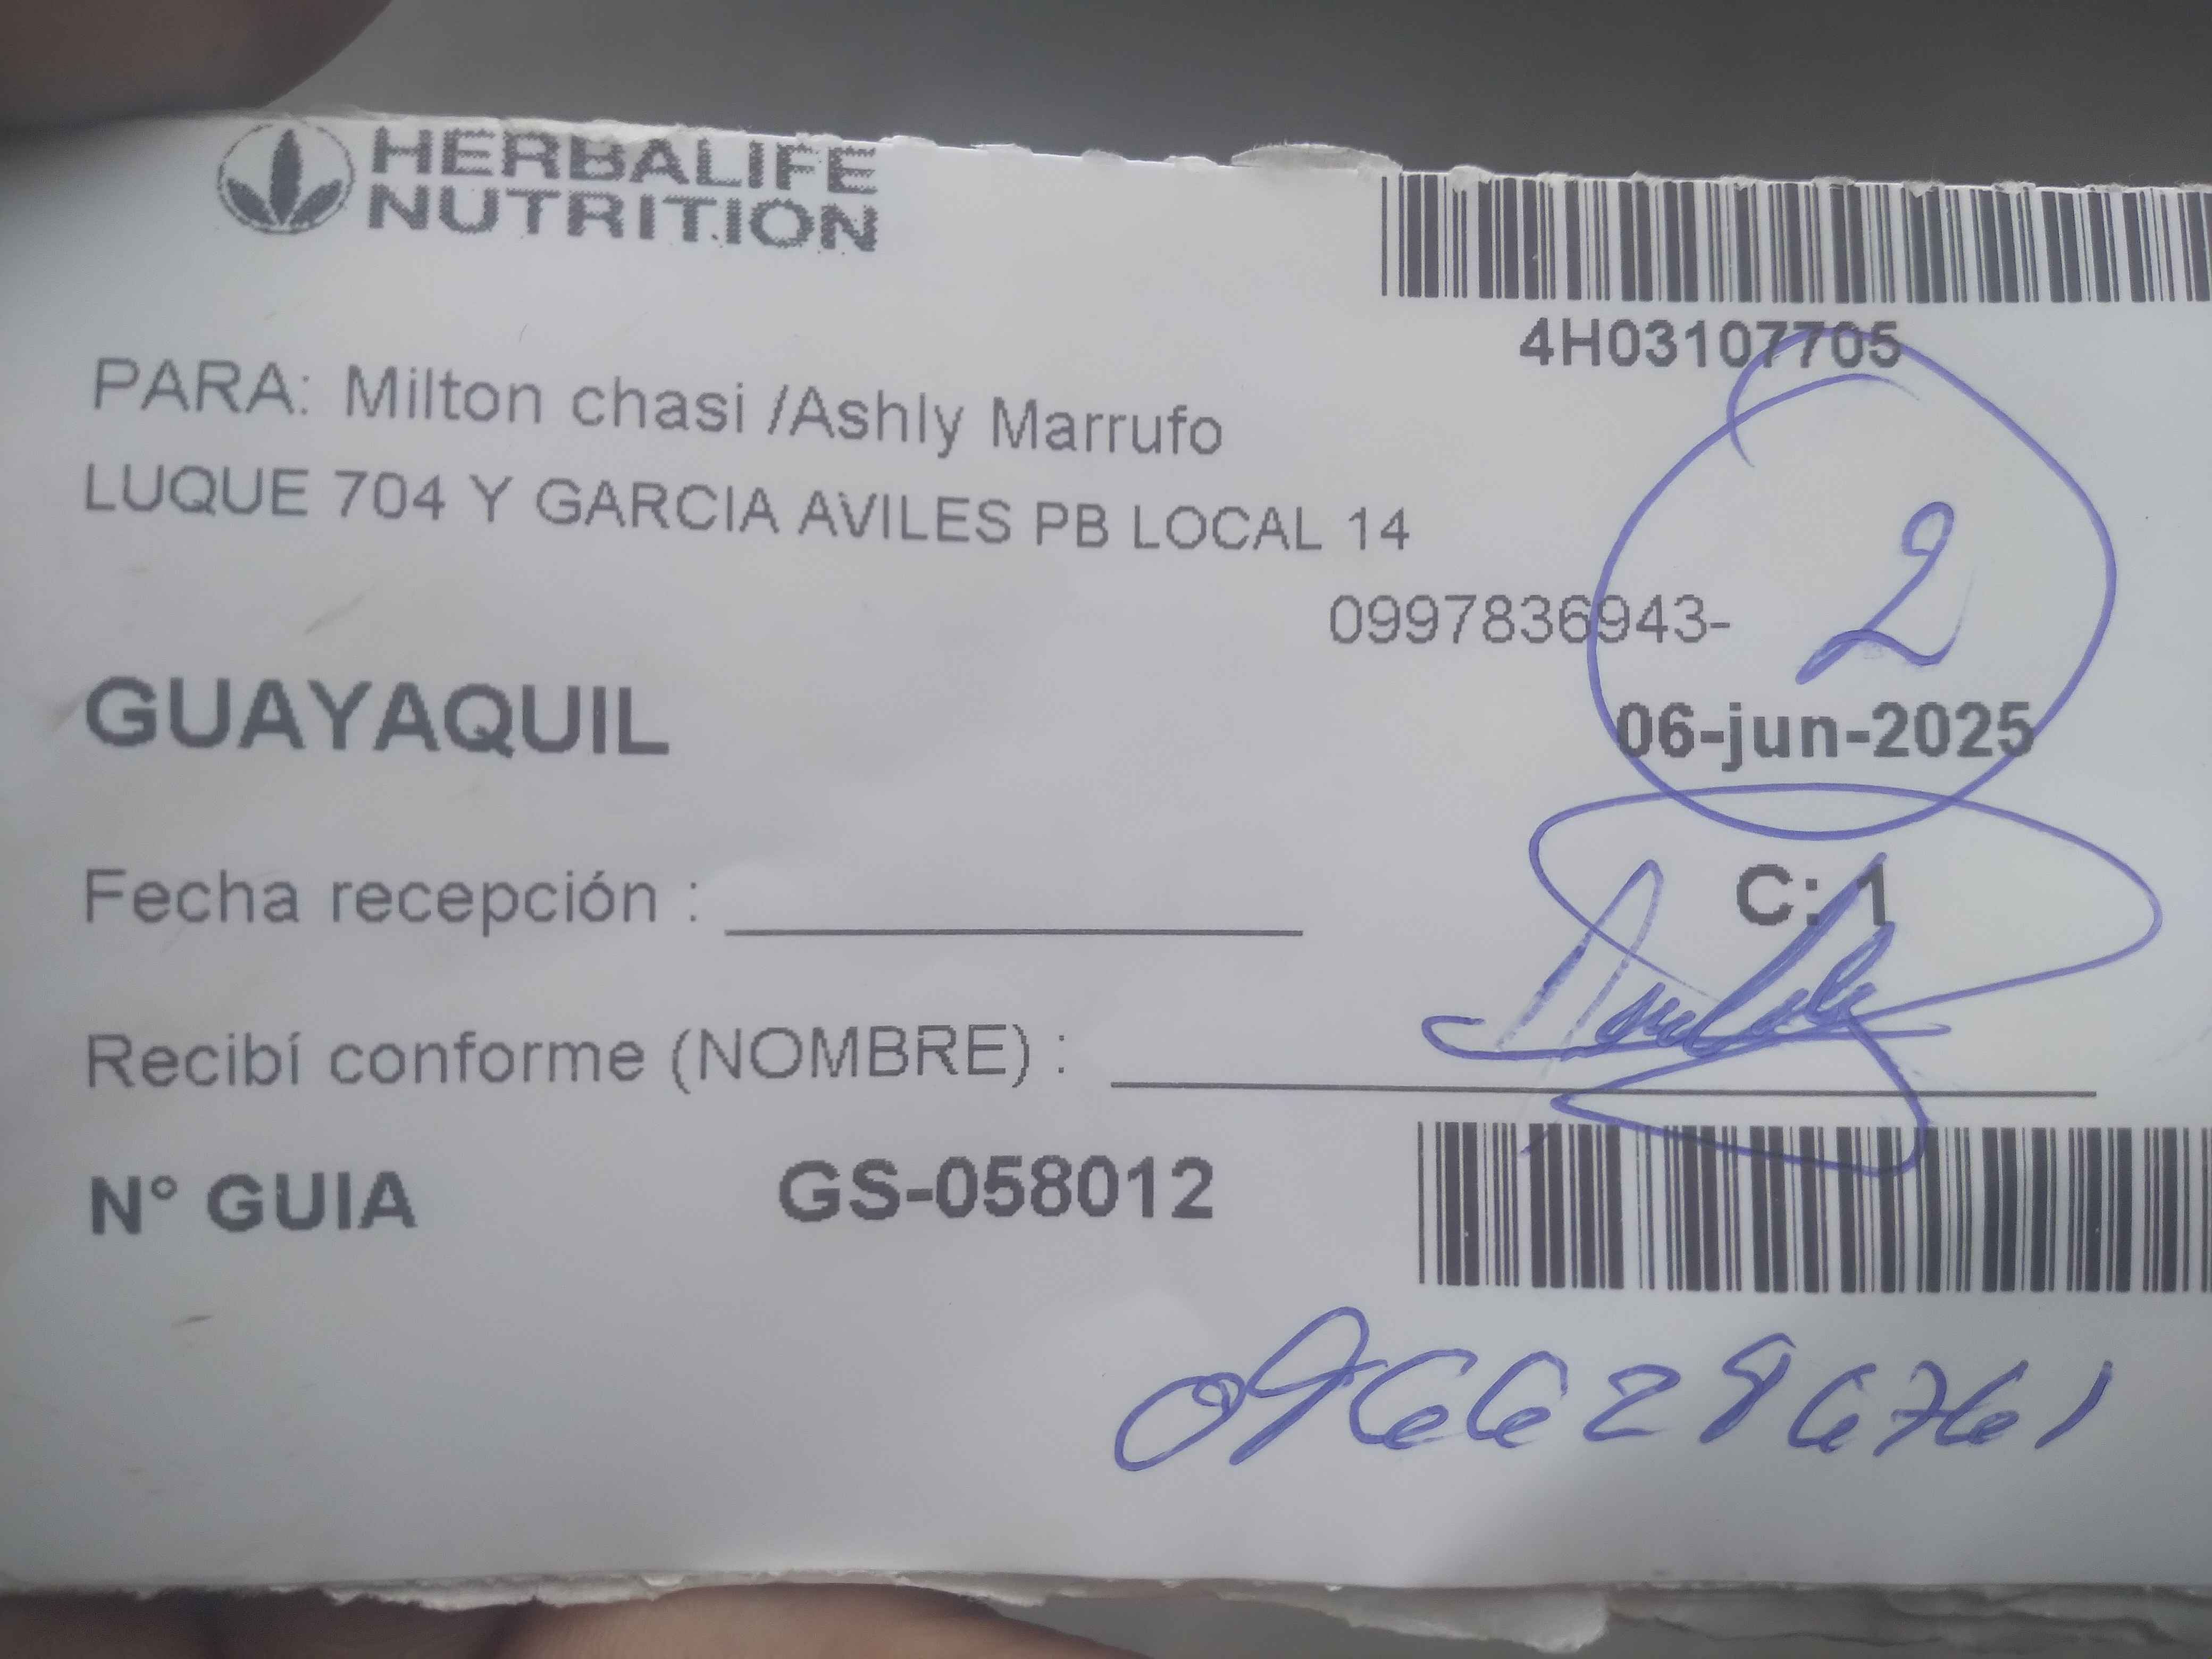 HERBALIFE
NUTRITION
4H03107705
PARA: Milton chasi /Ashly Marrufo
LUQUE 704 Y GARCIA AVILES PB LOCAL 14
0997836943-
2
GUAYAQUIL
06-jun-2025
Fecha recepción :
C: 1
Recibí conforme (NOMBRE) :
N° GUIA GS-058012
0966286761